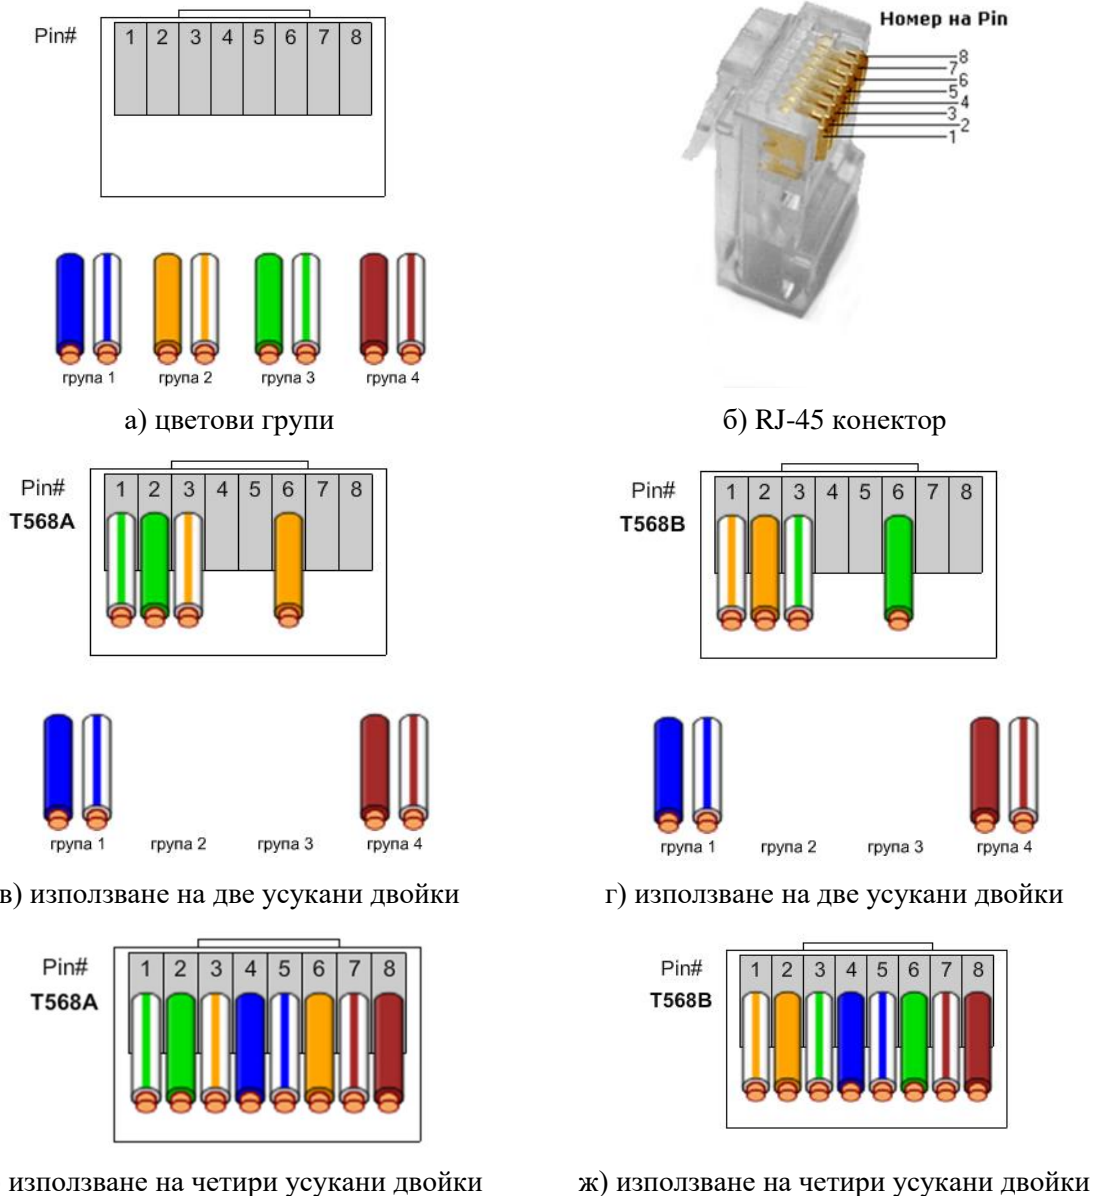 Pin# 1 2 3 4 5 6 7 8
група 1 група 2 група 3 група 4
а) цветови групи
Номер на Pin
8
7
6
5
4
3
2
1
б) RJ-45 конектор
Pin# 1 2 3 4 5 6 7 8
T568A
група 1 група 2 група 3 група 4
в) използване на две усукани двойки
Pin# 1 2 3 4 5 6 7 8
T568B
група 1 група 2 група 3 група 4
г) използване на две усукани двойки
Pin# 1 2 3 4 5 6 7 8
T568A
използване на четири усукани двойки
Pin# 1 2 3 4 5 6 7 8
T568B
ж) използване на четири усукани двойки